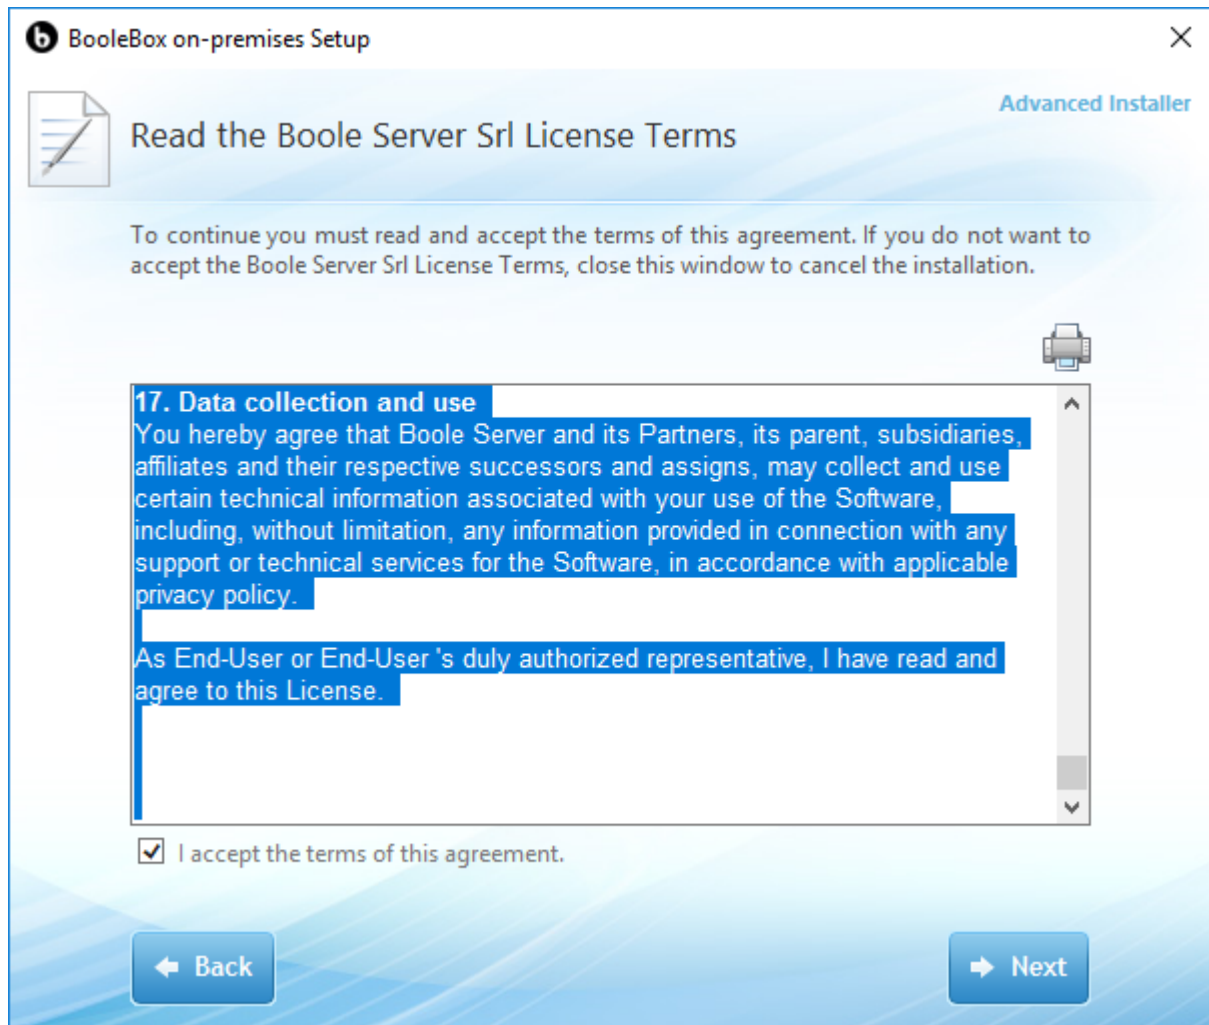 BooleBox on-premises Setup
Advanced Installer
Read the Boole Server Srl License Terms
To continue you must read and accept the terms of this agreement. If you do not want to
accept the Boole Server Srl License Terms, close this window to cancel the installation.
17. Data collection and use
You hereby agree that Boole Server and its Partners, its parent, subsidiaries,
affiliates and their respective successors and assigns, may collect and use
certain technical information associated with your use of the Software,
including, without limitation, any information provided in connection with any
support or technical services for the Software, in accordance with applicable
privacy policy.
As End-User or End-User 's duly authorized representative, I have read and
agree to this License.
I accept the terms of this agreement.
Back
Next